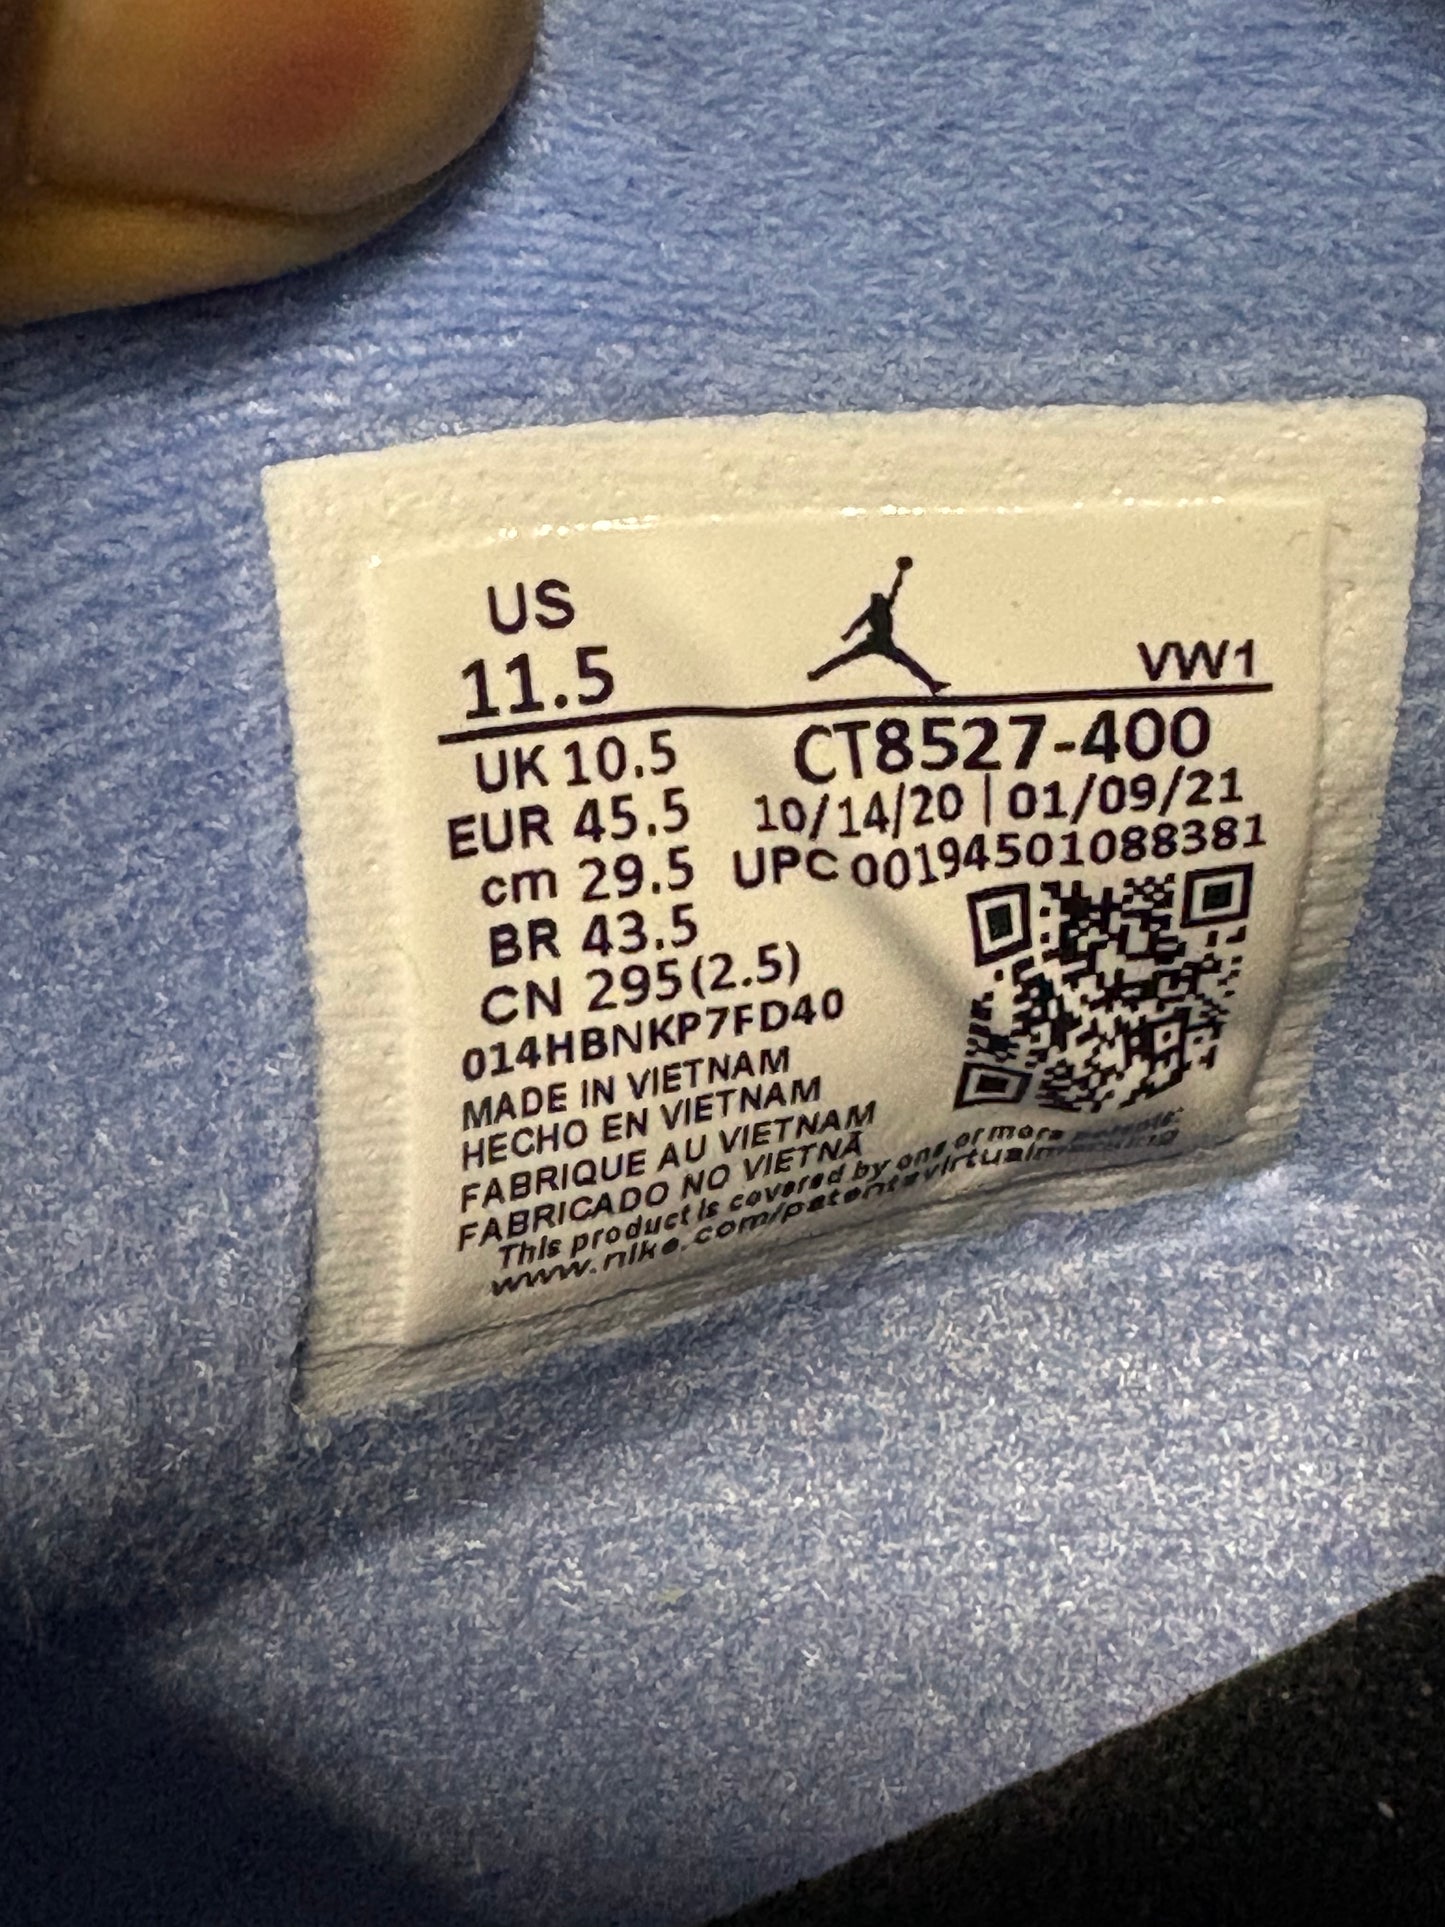 US
11.5
VW1
UK 10.5
CT8527-400
EUR 45.5
10/14/20 | 01/09/21
cm 29.5
UPC 00194501088381
BR 43.5
CN 295(2.5)
014HBNKP7FD40
MADE IN VIETNAM
HECHO EN VIETNAM
FABRIQUE AU VIETNAM
FABRICADO NO VIETNÃ
This product is covered by one or more patents:
www.nike.com/patentsvirtualmarking